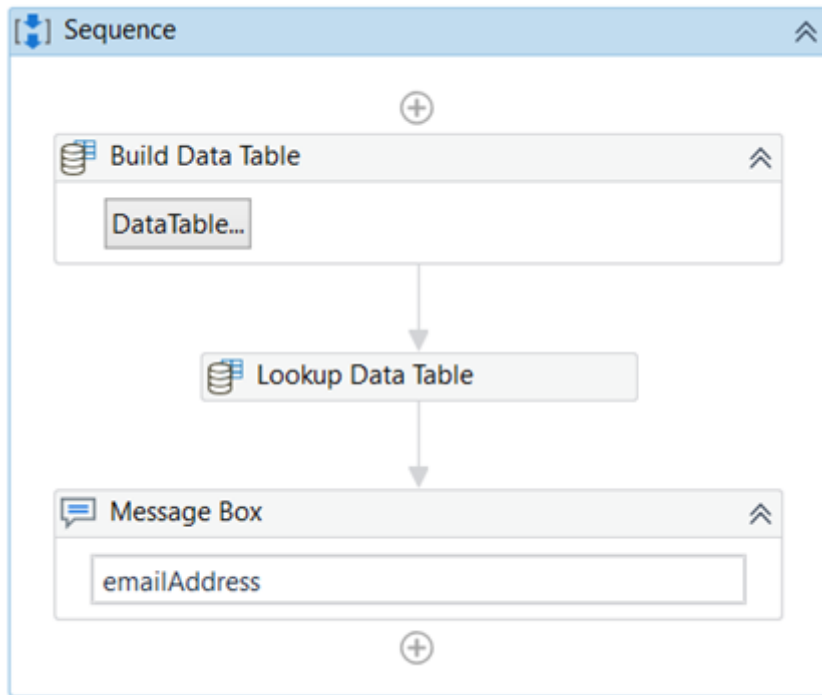 Sequence
Build Data Table
DataTable...
Lookup Data Table
Message Box
emailAddress